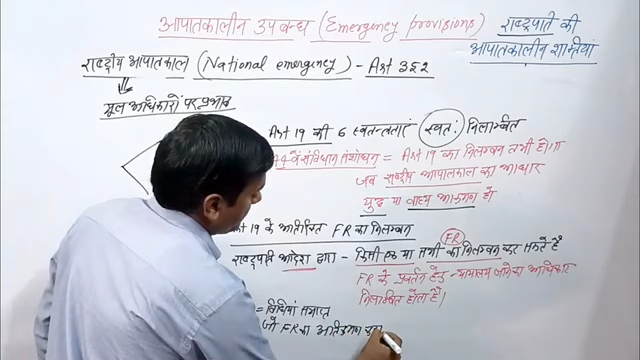 आपातकालीन उपबन्ध (Emergency provisions)
राष्ट्रपति की
आपातकालीन शक्तियां
राष्ट्रीय आपातकाल (National emergency) - Art 352
मूल अधिकारों पर प्रभाव
Art 19 की 6 स्वतन्त्रताएं स्वतः निलम्बित
44वें संविधान संशोधन = Art 19 का निलम्बन तभी होगा
जब राष्ट्रीय आपातकाल का आधार
युद्ध या बाह्य आक्रमण हो
Art 19 के अतिरिक्त FR का निलम्बन
FR
राष्ट्रपति आदेश द्वारा - किसी एक या सभी का निलम्बन कर सकते है
FR के प्रवर्तन हेतु - न्यायालय जाने का अधिकार
निलम्बित होता है।
= विधियां समाप्त
जो FR का अतिक्रमण